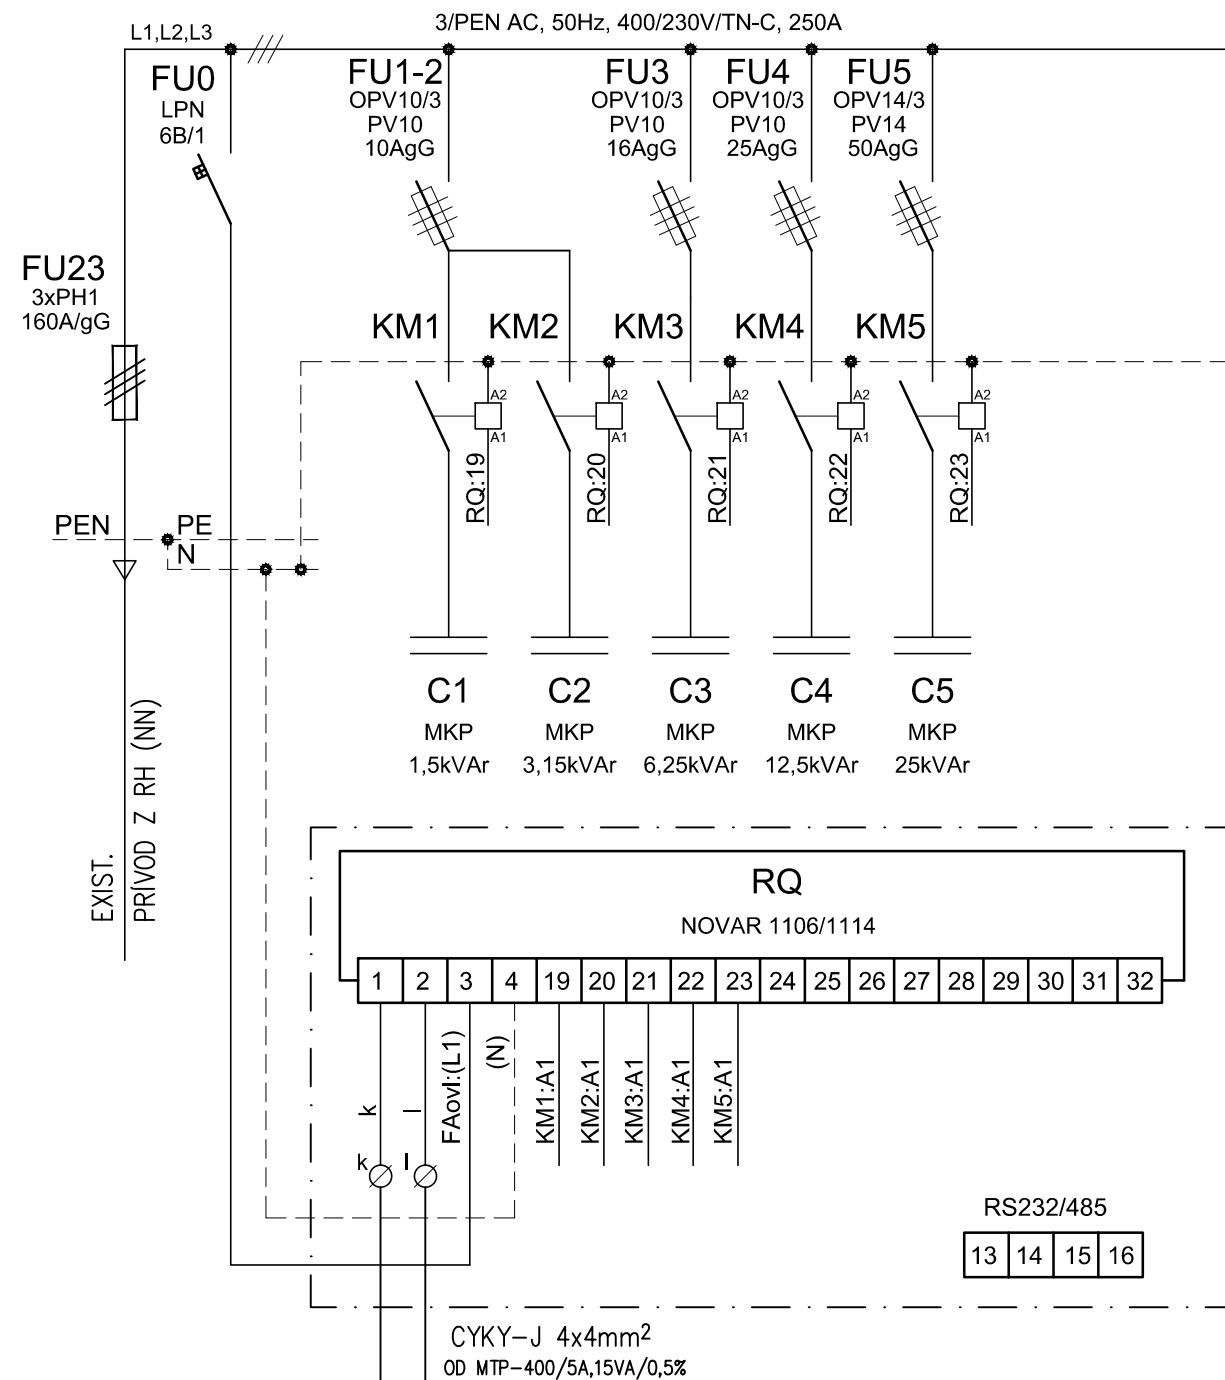 3/PEN AC, 50Hz, 400/230V/TN-C, 250A
L1,L2,L3
FU0
LPN
6B/1
FU1-2
OPV10/3
PV10
10AgG
FU3
OPV10/3
PV10
16AgG
FU4
OPV10/3
PV10
25AgG
FU5
OPV14/3
PV14
50AgG
FU23
3xPH1
160A/gG
KM1
KM2
KM3
KM4
KM5
A2
A1
RQ:19
A2
A1
RQ:20
A2
A1
RQ:21
A2
A1
RQ:22
A2
A1
RQ:23
PEN
PE
N
C1
MKP
1,5kVAr
C2
MKP
3,15kVAr
C3
MKP
6,25kVAr
C4
MKP
12,5kVAr
C5
MKP
25kVAr
EXIST.
PRÍVOD Z RH (NN)
RQ
NOVAR 1106/1114
1 2 3 4 19 20 21 22 23 24 25 26 27 28 29 30 31 32
k
l
FAovl:(L1)
(N)
KM1:A1
KM2:A1
KM3:A1
KM4:A1
KM5:A1
k
l
RS232/485
13 14 15 16
CYKY-J 4x4mm²
OD MTP-400/5A,15VA/0,5%